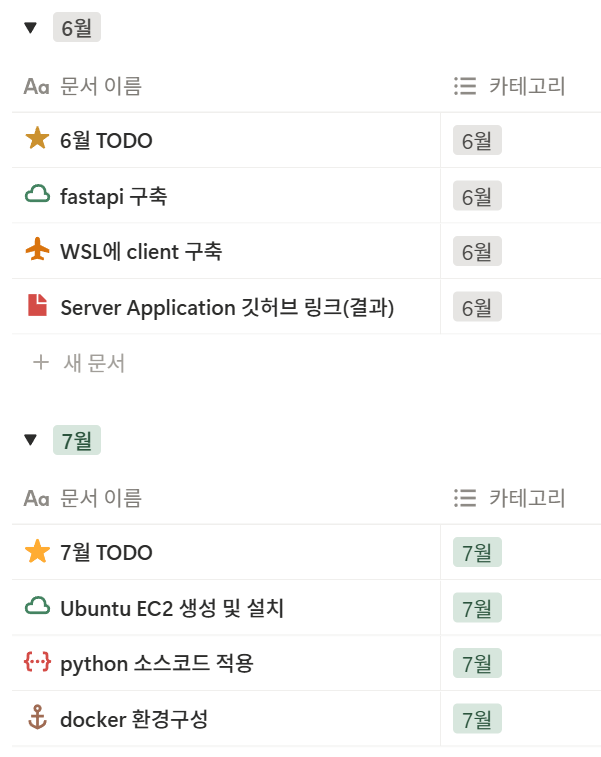 6월
Aa 문서 이름 카테고리
6월 TODO 6월
fastapi 구축 6월
WSL에 client 구축 6월
Server Application 깃허브 링크(결과) 6월
+ 새 문서
7월
Aa 문서 이름 카테고리
7월 TODO 7월
Ubuntu EC2 생성 및 설치 7월
python 소스코드 적용 7월
docker 환경구성 7월